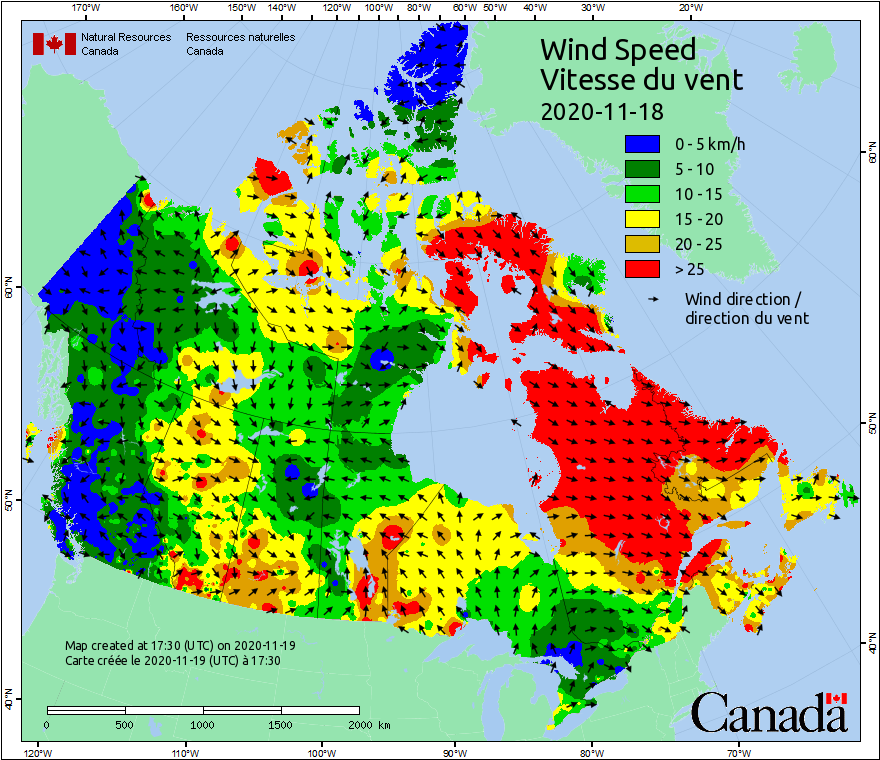 170°W 160°W 150°W 140°W 120°W 100°W 80°W 60°W 50°W 40°W 30°W 20°W
Natural Resources Canada
Ressources naturelles Canada
Wind Speed
Vitesse du vent
2020-11-18
0 - 5 km/h
5 - 10
10 - 15
15 - 20
20 - 25
> 25
Wind direction /
direction du vent
60°N
50°N
40°N
60°N
50°N
40°N
Map created at 17:30 (UTC) on 2020-11-19
Carte créée le 2020-11-19 (UTC) à 17:30
0 500 1000 1500 2000 km
Canada
120°W 110°W 100°W 90°W 80°W 70°W